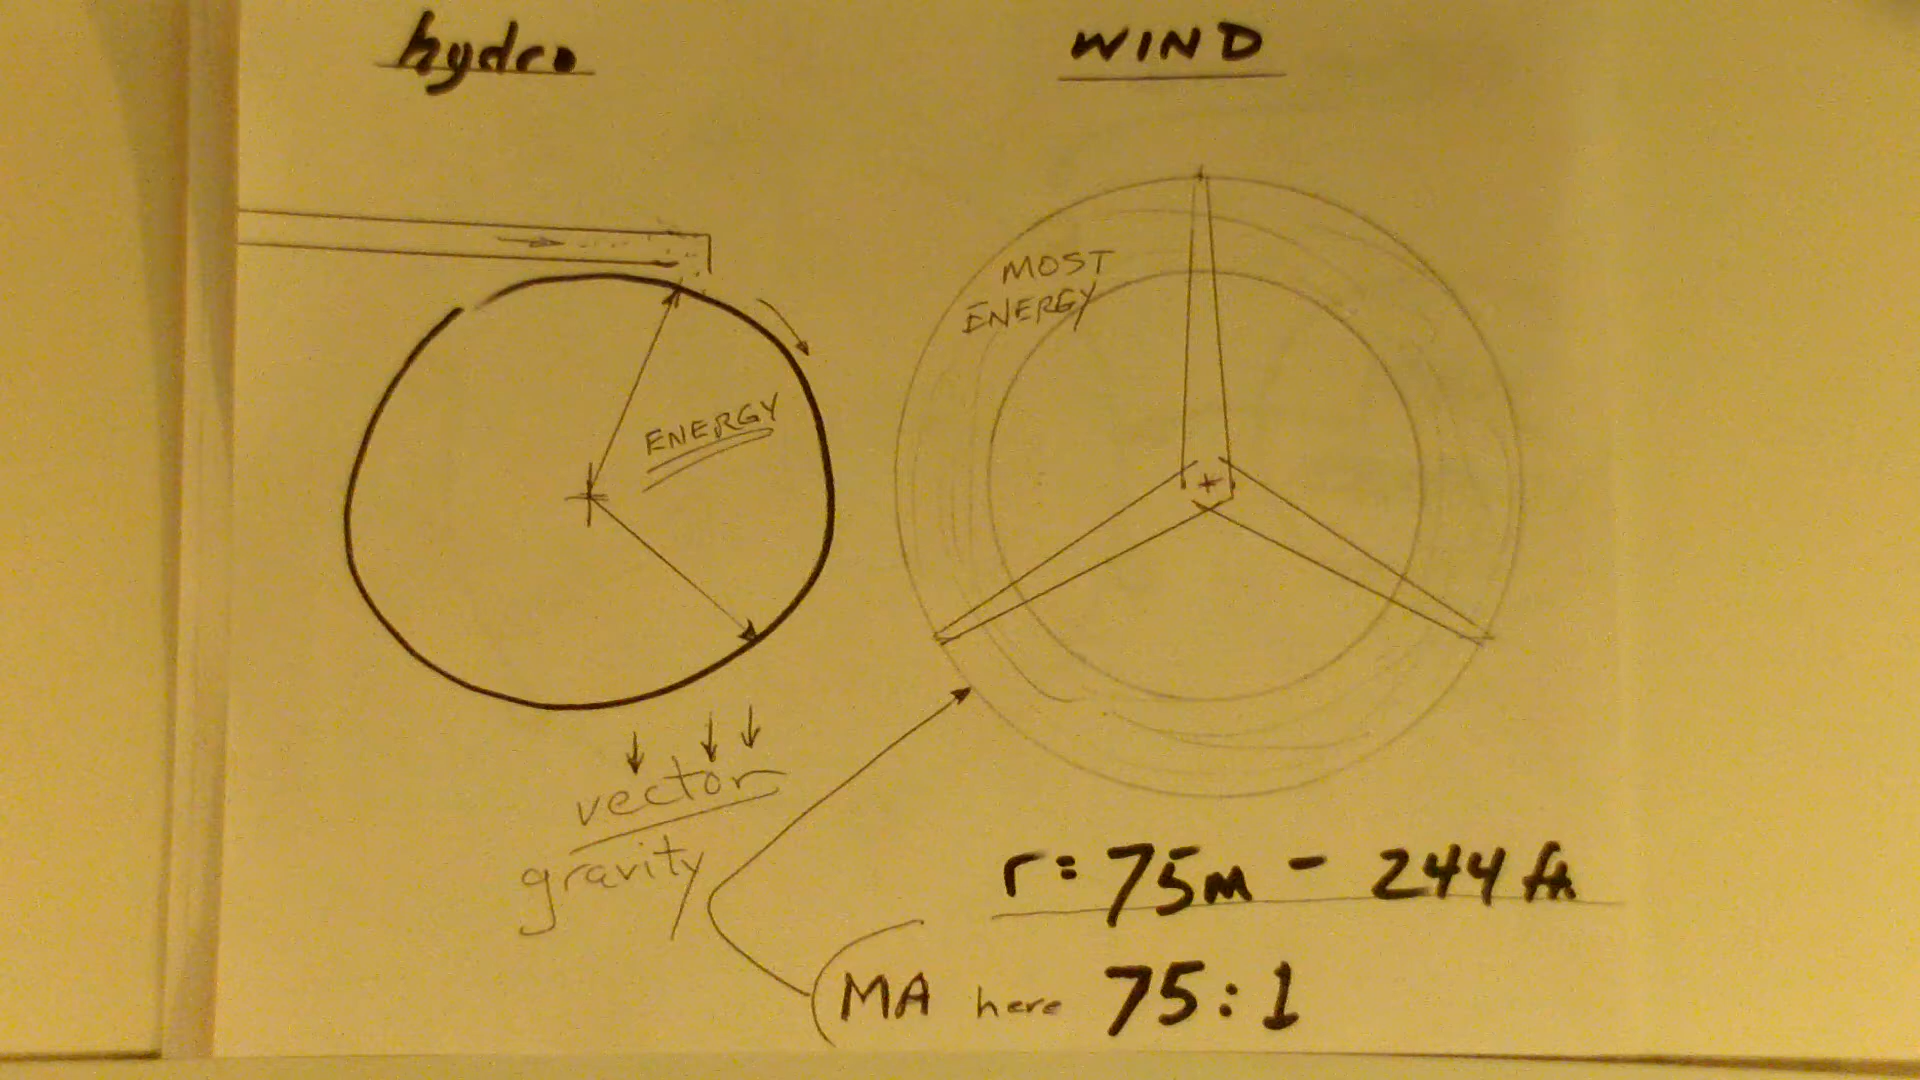 hydro
WIND
MOST
ENERGY
ENERGY
vector
gravity
r = 75m - 244 ft
MA here 75:1